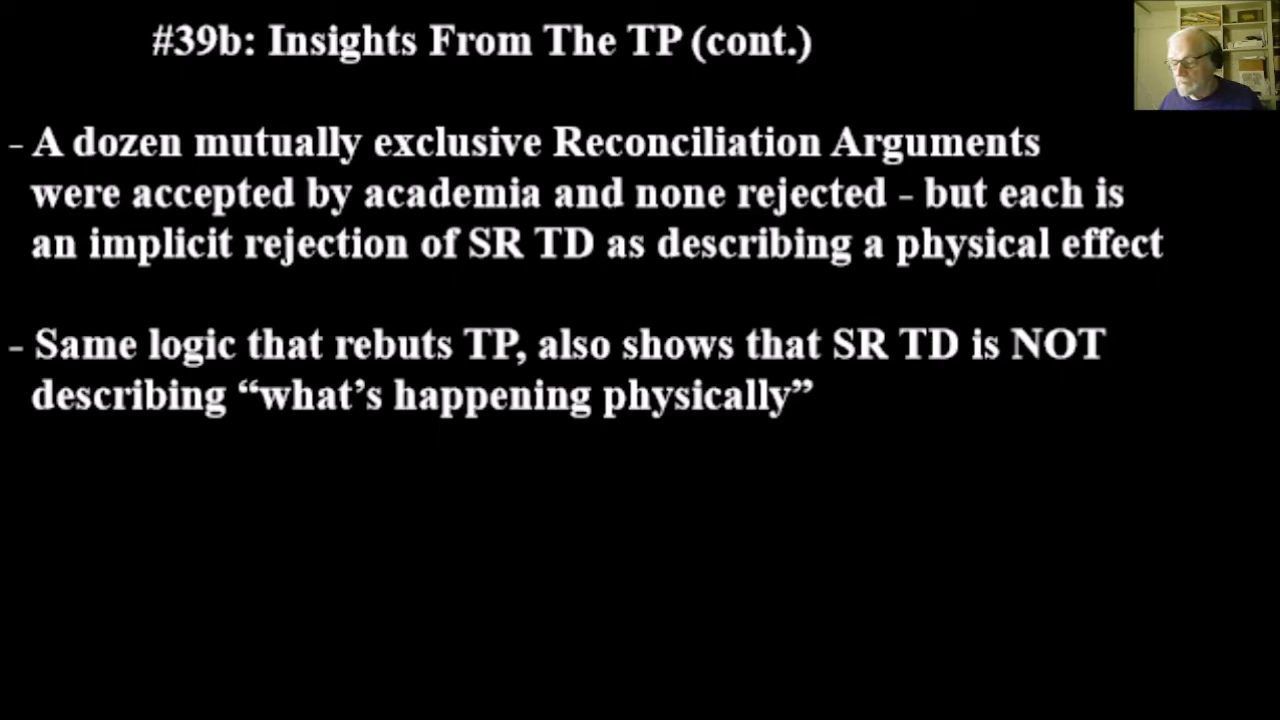 #39b: Insights From The TP (cont.)
- A dozen mutually exclusive Reconciliation Arguments
were accepted by academia and none rejected - but each is
an implicit rejection of SR TD as describing a physical effect
- Same logic that rebuts TP, also shows that SR TD is NOT
describing “what’s happening physically”